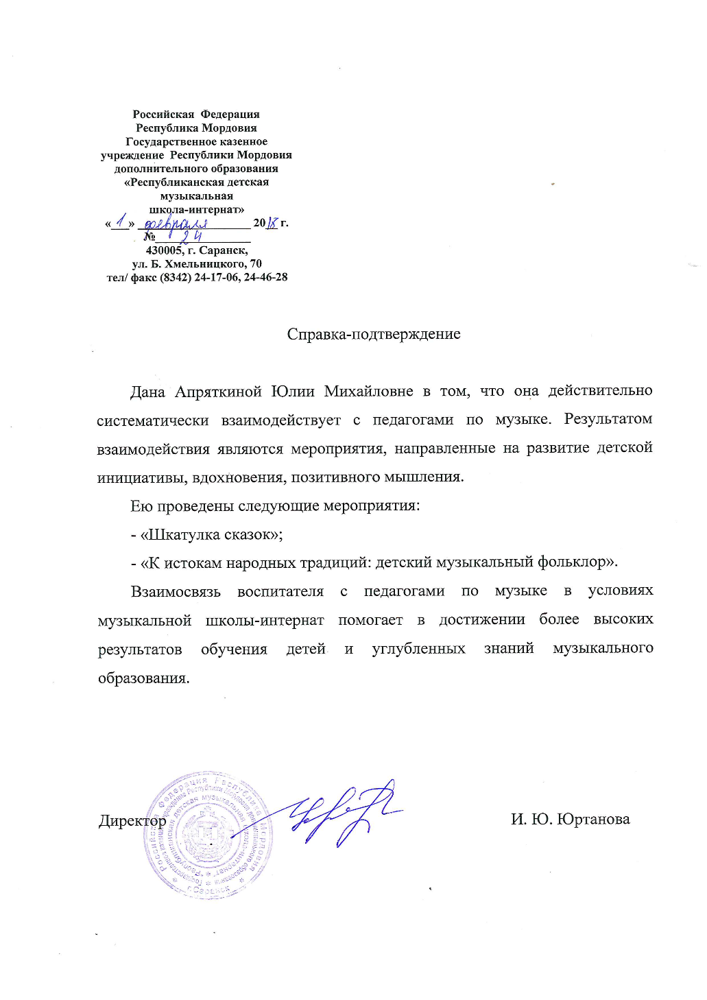 Российская Федерация
Республика Мордовия
Государственное казенное
учреждение Республики Мордовия
дополнительного образования
«Республиканская детская
музыкальная
школа-интернат»
«1» февраля 2018 г.
№ 24
430005, г. Саранск,
ул. Б. Хмельницкого, 70
тел/ факс (8342) 24-17-06, 24-46-28
Справка-подтверждение
Дана Апряткиной Юлии Михайловне в том, что она действительно
систематически взаимодействует с педагогами по музыке. Результатом
взаимодействия являются мероприятия, направленные на развитие детской
инициативы, вдохновения, позитивного мышления.
Ею проведены следующие мероприятия:
- «Шкатулка сказок»;
- «К истокам народных традиций: детский музыкальный фольклор».
Взаимосвязь воспитателя с педагогами по музыке в условиях
музыкальной школы-интернат помогает в достижении более высоких
результатов обучения детей и углубленных знаний музыкального
образования.
Директор И. Ю. Юртанова
Российская Федерация Республика Мордовия
г. Саранск